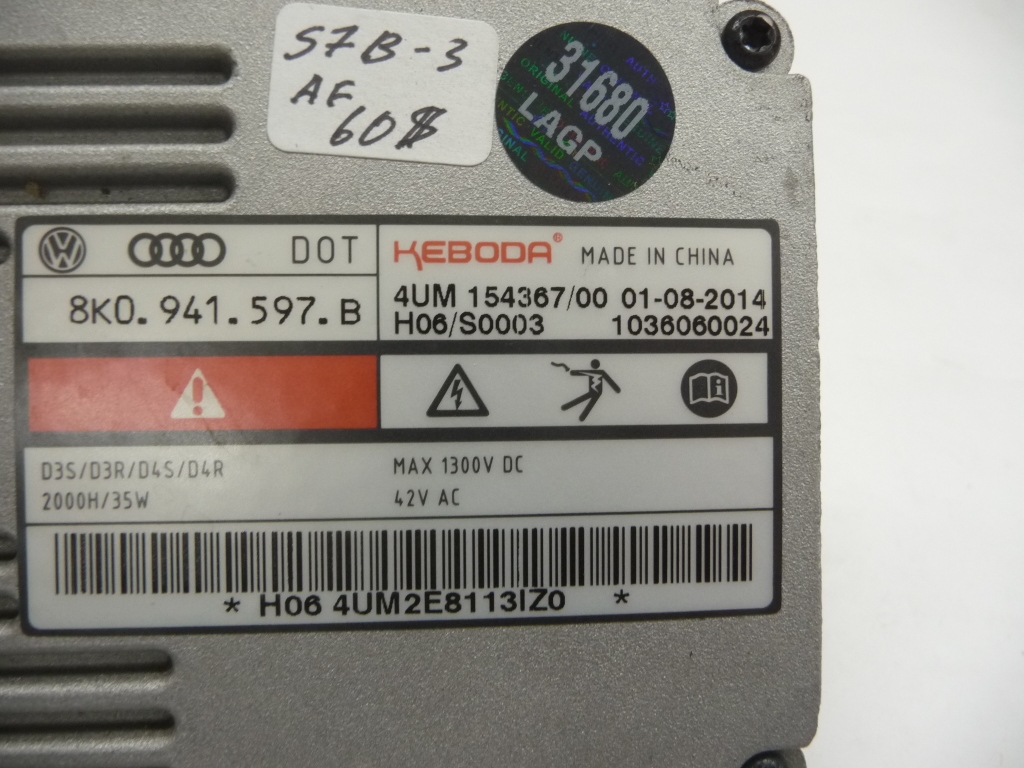 S7B-3
AF
60$
31680
LAGP
DOT
8K0.941.597.B
KEBODA® MADE IN CHINA
4UM 154367/00 01-08-2014
H06/S0003 1036060024
D3S/D3R/D4S/D4R
2000H/35W
MAX 1300V DC
42V AC
* H06 4UM2E8113IZ0 *